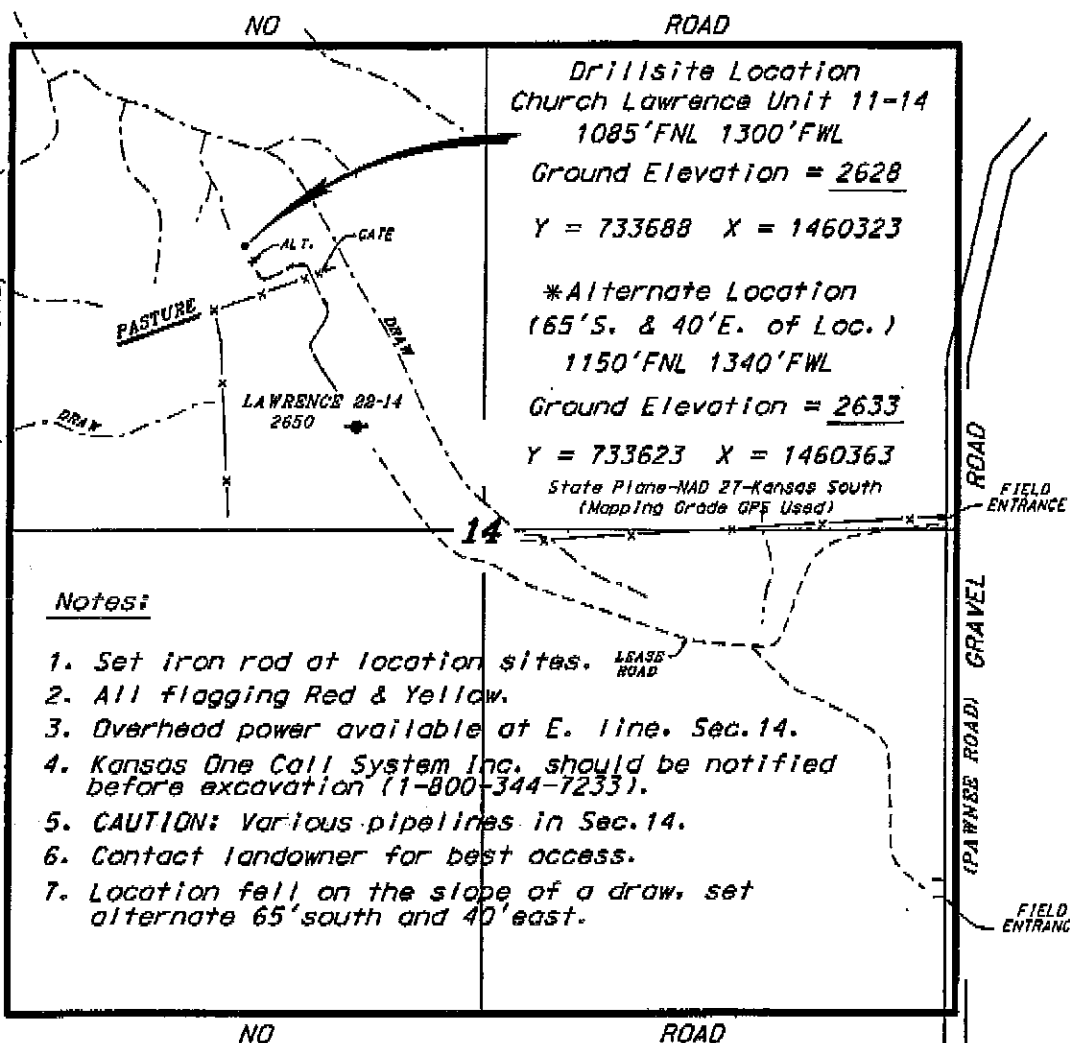 NO ROAD
Drillsite Location
Church Lawrence Unit 11-14
1085'FNL 1300'FWL
Ground Elevation = 2628
Y = 733688 X = 1460323
*Alternate Location
(65'S. & 40'E. of Loc.)
1150'FNL 1340'FWL
Ground Elevation = 2633
Y = 733623 X = 1460363
State Plane-NAD 27-Kansas South
(Mapping Grade GPS Used)
ALT.
GATE
PASTURE
DRAW
LAWRENCE 22-14
2650
DRAW
14
FIELD
ENTRANCE
GRAVEL ROAD
(PAWNEE ROAD)
LEASE
ROAD
Notes:
1. Set iron rod at location sites.
2. All flagging Red & Yellow.
3. Overhead power available at E. line. Sec.14.
4. Kansas One Call System Inc. should be notified
before excavation (1-800-344-7233).
5. CAUTION: Various pipelines in Sec.14.
6. Contact landowner for best access.
7. Location fell on the slope of a draw, set
alternate 65'south and 40'east.
FIELD
ENTRANC
NO ROAD